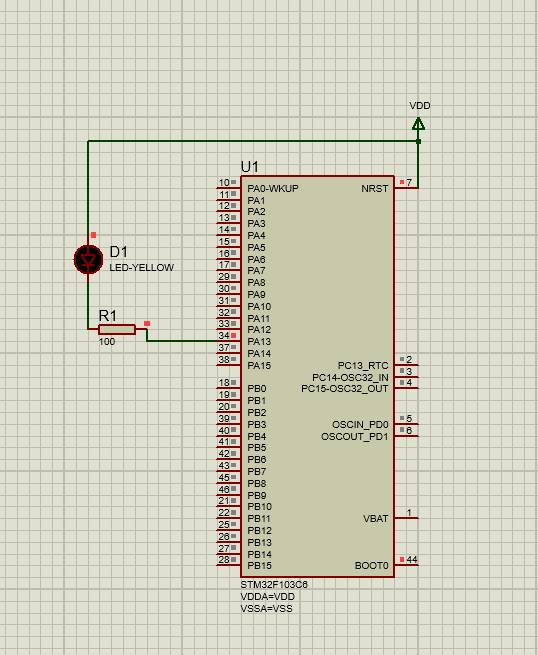 VDD
U1
10 PA0-WKUP NRST 7
11 PA1
12 PA2
13 PA3
14 PA4
15 PA5
16 PA6
17 PA7
29 PA8
30 PA9
31 PA10
32 PA11
33 PA12
34 PA13
37 PA14
38 PA15
D1
LED-YELLOW
R1
100
PC13_RTC 2
PC14-OSC32_IN 3
PC15-OSC32_OUT 4
18 PB0
19 PB1
20 PB2
39 PB3
40 PB4
41 PB5
42 PB6
43 PB7
45 PB8
46 PB9
21 PB10
22 PB11
25 PB12
26 PB13
27 PB14
28 PB15
OSCIN_PD0 5
OSCOUT_PD1 6
VBAT 1
BOOT0 44
STM32F103C6
VDDA=VDD
VSSA=VSS